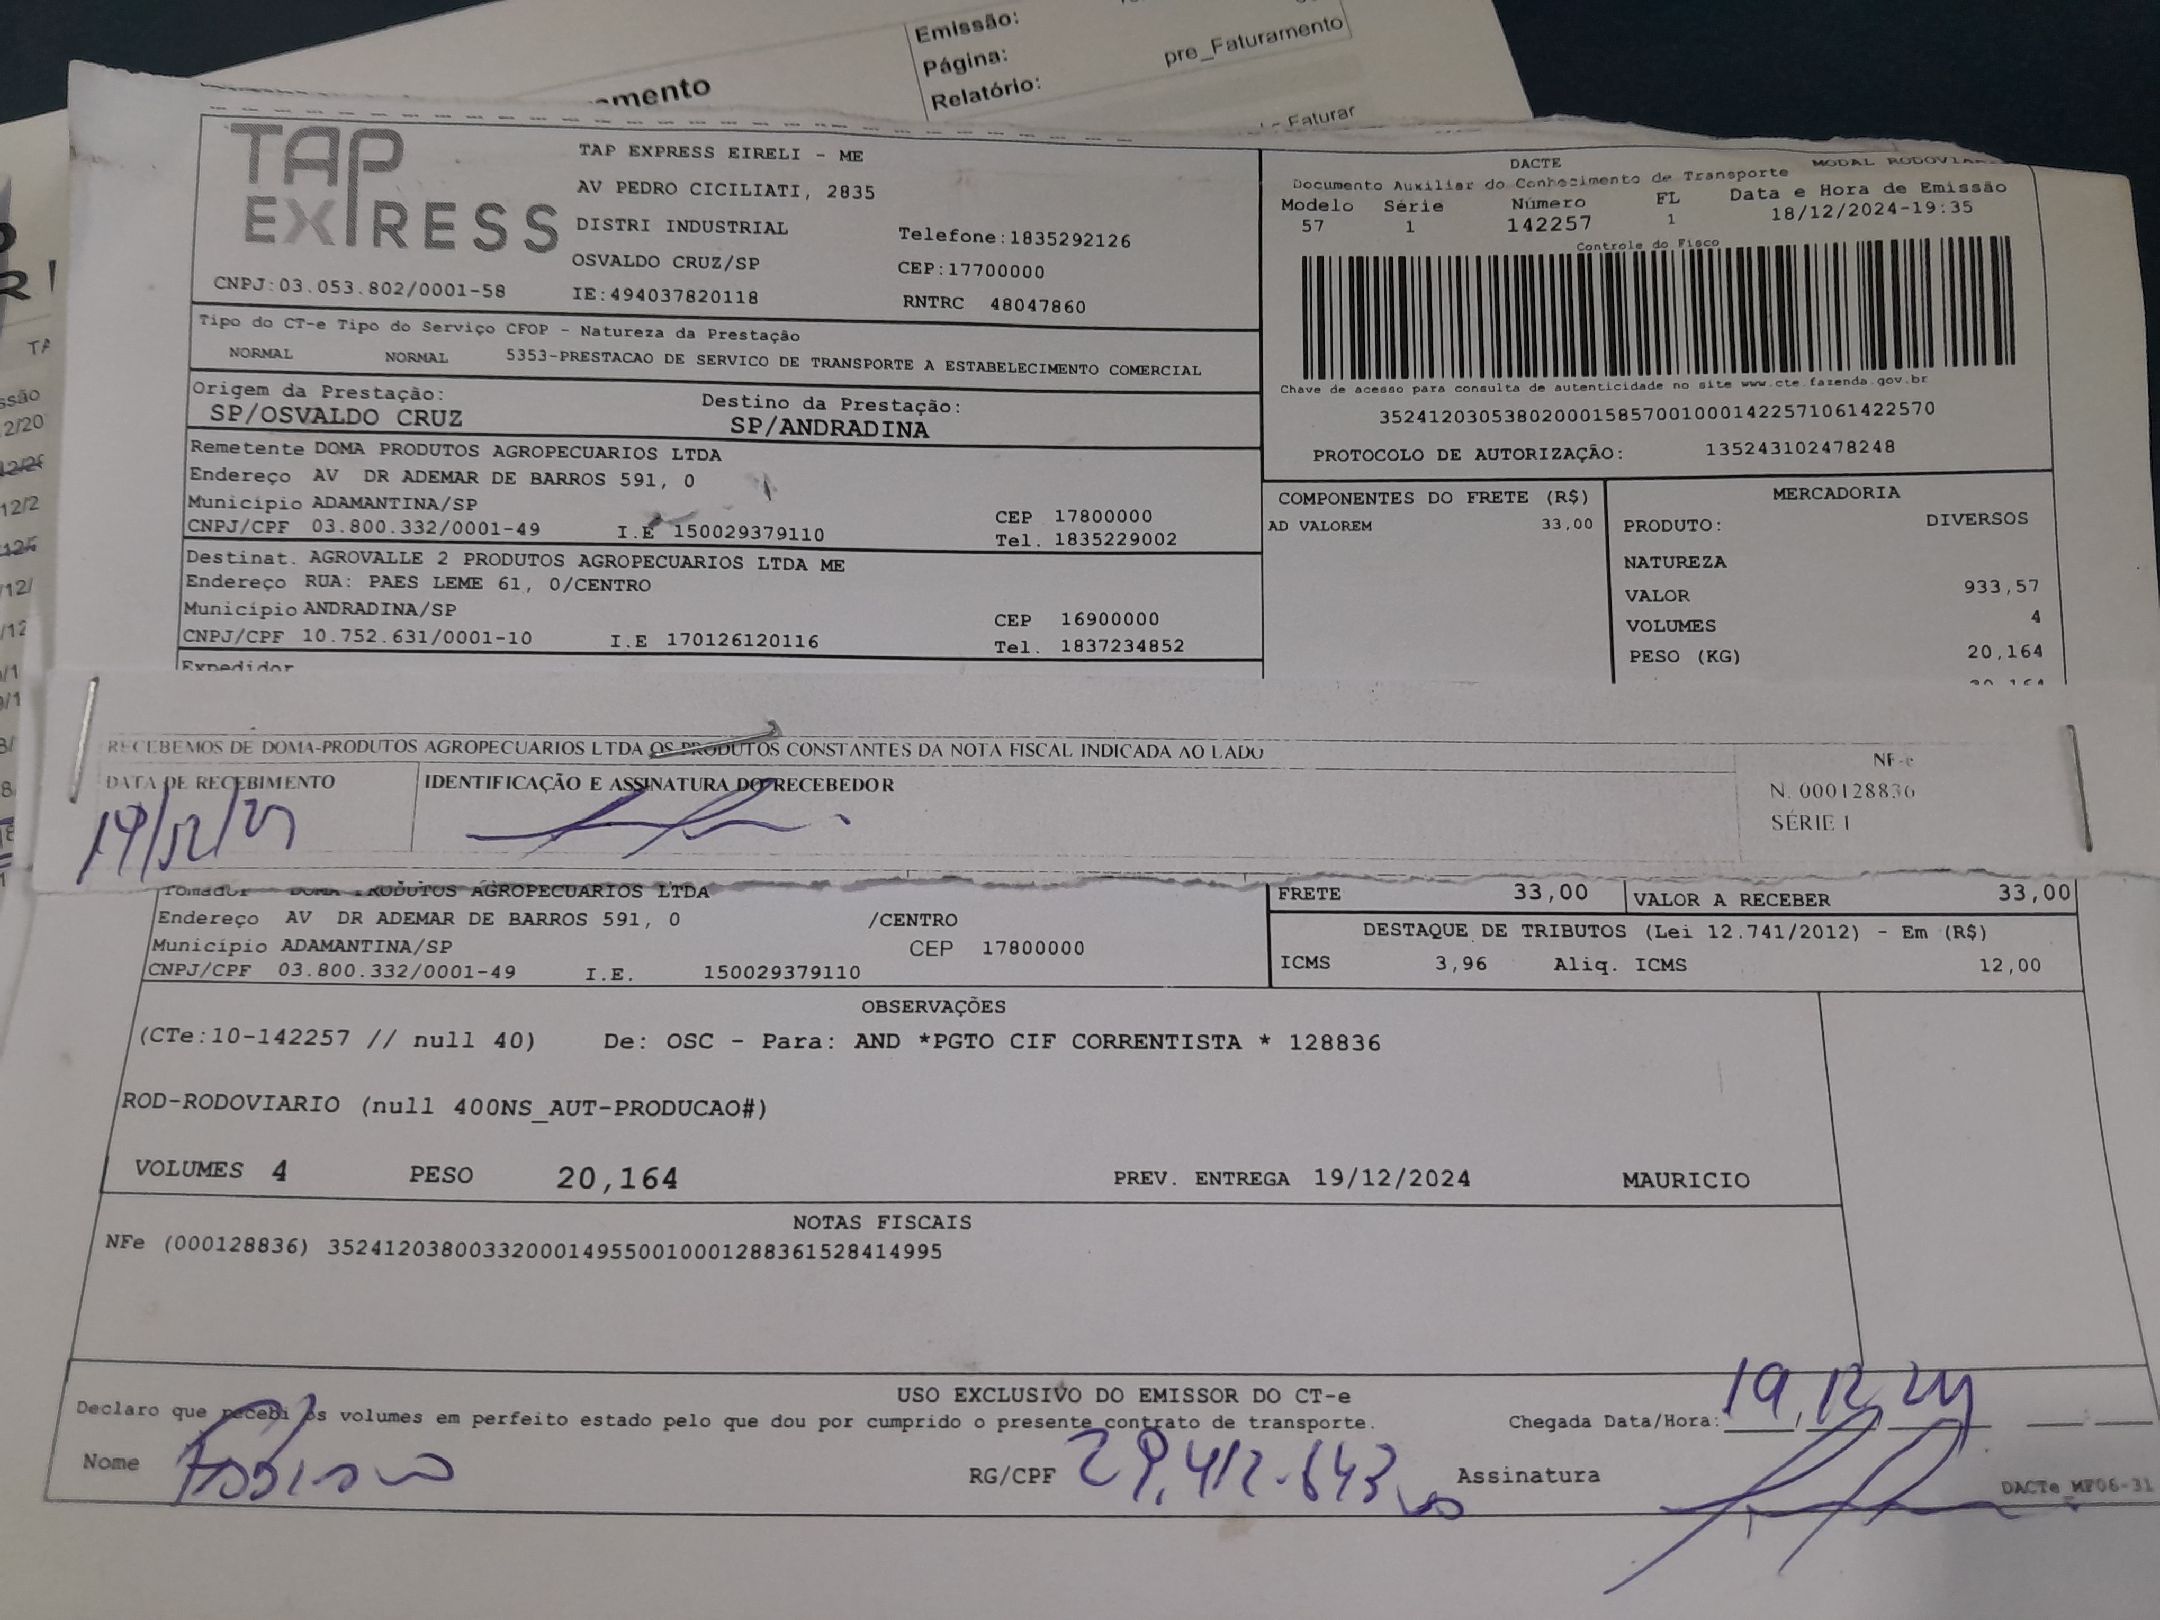 Emissão:
Página:
pre_Faturamento
Relatório:
Faturar
TAP
EXPRESS
CNPJ:03.053.802/0001-58
TAP EXPRESS EIRELI - ME
AV PEDRO CICILIATI, 2835
DISTRI INDUSTRIAL
Telefone:1835292126
OSVALDO CRUZ/SP
CEP:17700000
IE:494037820118
RNTRC 48047860
DACTE
Documento Auxiliar do Conhecimento de Transporte
Modelo Série Número FL Data e Hora de Emissão
57 1 142257 1 18/12/2024-19:35
Controle do Fisco
Chave de acesso para consulta de autenticidade no site www.cte.fazenda.gov.br
35241203053802000158570010001422571061422570
PROTOCOLO DE AUTORIZAÇÃO: 135243102478248
Tipo do CT-e Tipo do Serviço CFOP - Natureza da Prestação
NORMAL NORMAL 5353-PRESTACAO DE SERVICO DE TRANSPORTE A ESTABELECIMENTO COMERCIAL
Origem da Prestação: Destino da Prestação:
SP/OSVALDO CRUZ SP/ANDRADINA
Remetente DOMA PRODUTOS AGROPECUARIOS LTDA
Endereço AV DR ADEMAR DE BARROS 591, 0
Município ADAMANTINA/SP CEP 17800000
CNPJ/CPF 03.800.332/0001-49 I.E 150029379110 Tel. 1835229002
Destinat. AGROVALLE 2 PRODUTOS AGROPECUARIOS LTDA ME
Endereço RUA: PAES LEME 61, 0/CENTRO
Município ANDRADINA/SP CEP 16900000
CNPJ/CPF 10.752.631/0001-10 I.E 170126120116 Tel. 1837234852
Expedidor
COMPONENTES DO FRETE (R$)
AD VALOREM 33,00
MERCADORIA
PRODUTO: DIVERSOS
NATUREZA
VALOR 933,57
VOLUMES 4
PESO (KG) 20,164
RECEBEMOS DE DOMA-PRODUTOS AGROPECUARIOS LTDA OS PRODUTOS CONSTANTES DA NOTA FISCAL INDICADA AO LADO
DATA DE RECEBIMENTO IDENTIFICAÇÃO E ASSINATURA DO RECEBEDOR
NF-e
N. 000128836
SÉRIE 1
Tomador DOMA PRODUTOS AGROPECUARIOS LTDA
Endereço AV DR ADEMAR DE BARROS 591, 0 /CENTRO
Município ADAMANTINA/SP CEP 17800000
CNPJ/CPF 03.800.332/0001-49 I.E. 150029379110
FRETE 33,00 VALOR A RECEBER 33,00
DESTAQUE DE TRIBUTOS (Lei 12.741/2012) - Em (R$)
ICMS 3,96 Aliq. ICMS 12,00
OBSERVAÇÕES
(CTe:10-142257 // null 40) De: OSC - Para: AND *PGTO CIF CORRENTISTA * 128836
ROD-RODOVIARIO (null 400NS_AUT-PRODUCAO#)
VOLUMES 4 PESO 20,164 PREV. ENTREGA 19/12/2024 MAURICIO
NOTAS FISCAIS
NFe (000128836) 35241203800332000149550010001288361528414995
USO EXCLUSIVO DO EMISSOR DO CT-e
Declaro que recebi os volumes em perfeito estado pelo que dou por cumprido o presente contrato de transporte. Chegada Data/Hora: 19/12/24
Nome Fabiano RG/CPF Assinatura
DACTe_MF06-31